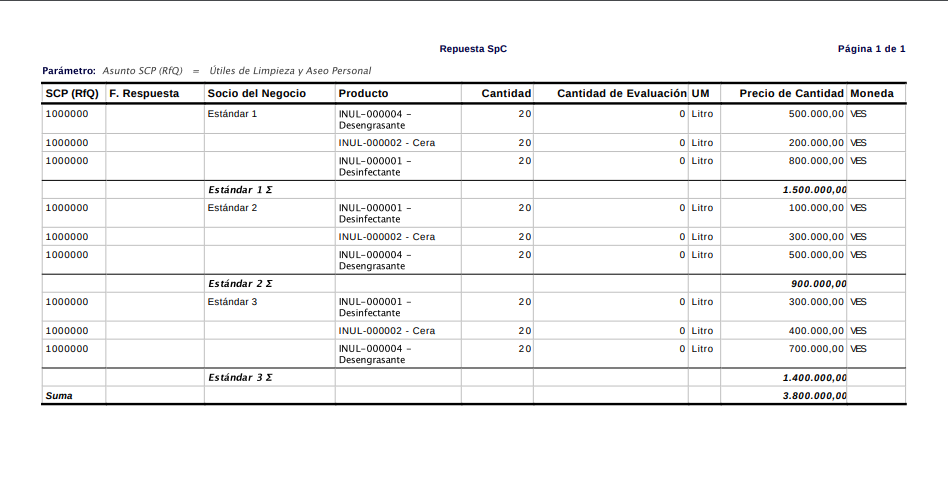 Repuesta SpC Página 1 de 1
Parámetro: Asunto SCP (RfQ) = Útiles de Limpieza y Aseo Personal
SCP (RfQ) F. Respuesta Socio del Negocio Producto Cantidad Cantidad de Evaluación UM Precio de Cantidad Moneda
1000000 Estándar 1 INUL-000004 - 20 0 Litro 500.000,00 VES
Desengrasante
1000000 INUL-000002 - Cera 20 0 Litro 200.000,00 VES
1000000 INUL-000001 - 20 0 Litro 800.000,00 VES
Desinfectante
Estándar 1 Σ 1.500.000,00
1000000 Estándar 2 INUL-000001 - 20 0 Litro 100.000,00 VES
Desinfectante
1000000 INUL-000002 - Cera 20 0 Litro 300.000,00 VES
1000000 INUL-000004 - 20 0 Litro 500.000,00 VES
Desengrasante
Estándar 2 Σ 900.000,00
1000000 Estándar 3 INUL-000001 - 20 0 Litro 300.000,00 VES
Desinfectante
1000000 INUL-000002 - Cera 20 0 Litro 400.000,00 VES
1000000 INUL-000004 - 20 0 Litro 700.000,00 VES
Desengrasante
Estándar 3 Σ 1.400.000,00
Suma 3.800.000,00